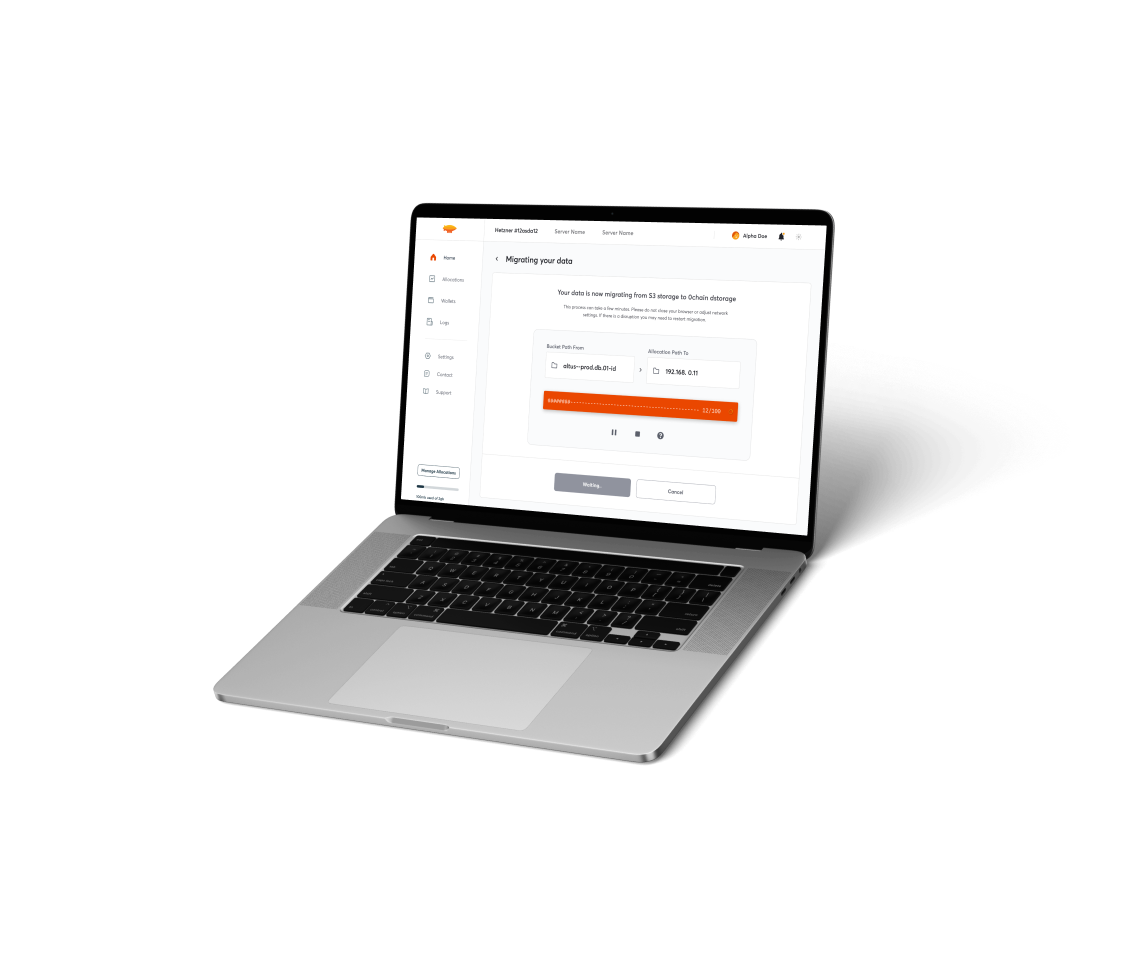 Hetzner #12asda12
Server Name
Server Name
Alpha Doe
Home
Allocations
Wallets
Logs
Settings
Contact
Support
Manage Allocations
Migrating your data
Your data is now migrating from S3 storage to 0chain dstorage
This process can take a few minutes. Please do not close your browser or adjust network
settings. If there is a disruption you may need to restart migration.
Bucket Path From
altus--prod.db.01-id
Allocation Path To
192.168. 0.11
12/100
Waiting..
Cancel